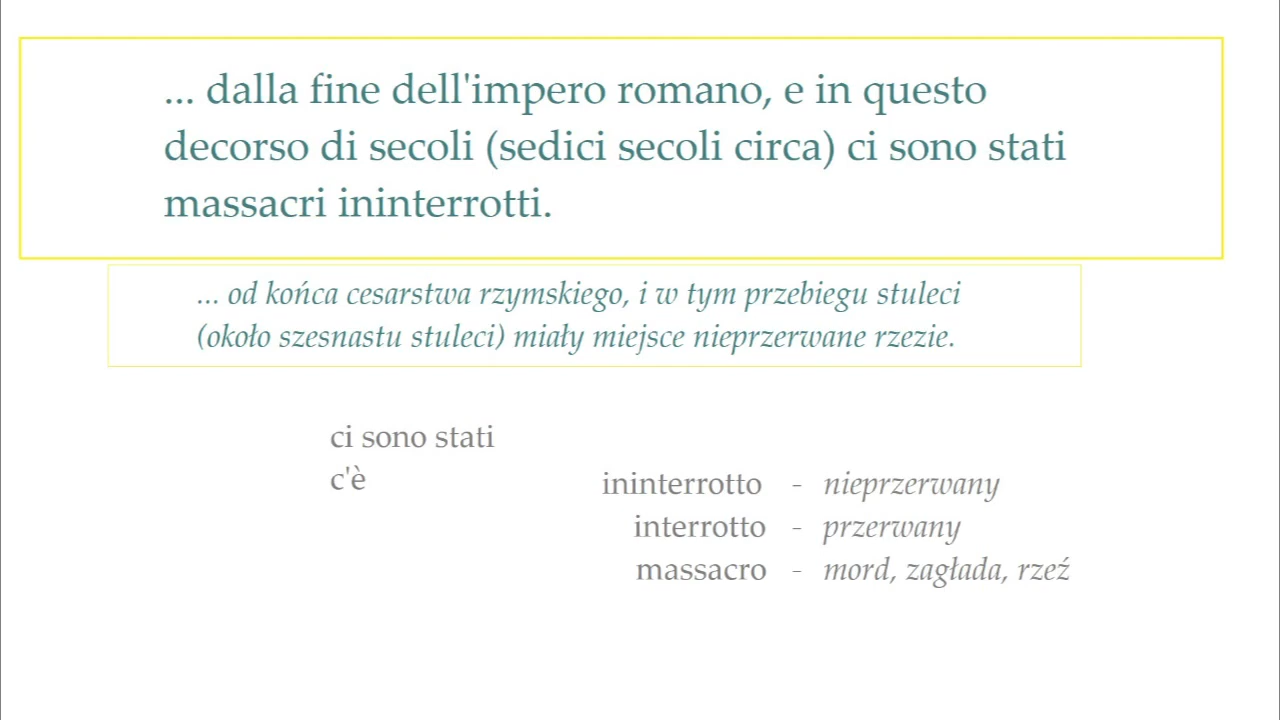 ... dalla fine dell'impero romano, e in questo
decorso di secoli (sedici secoli circa) ci sono stati
massacri ininterrotti.
... od końca cesarstwa rzymskiego, i w tym przebiegu stuleci
(około szesnastu stuleci) miały miejsce nieprzerwane rzezie.
ci sono stati
c'è
ininterrotto - nieprzerwany
interrotto - przerwany
massacro - mord, zagłada, rzeź